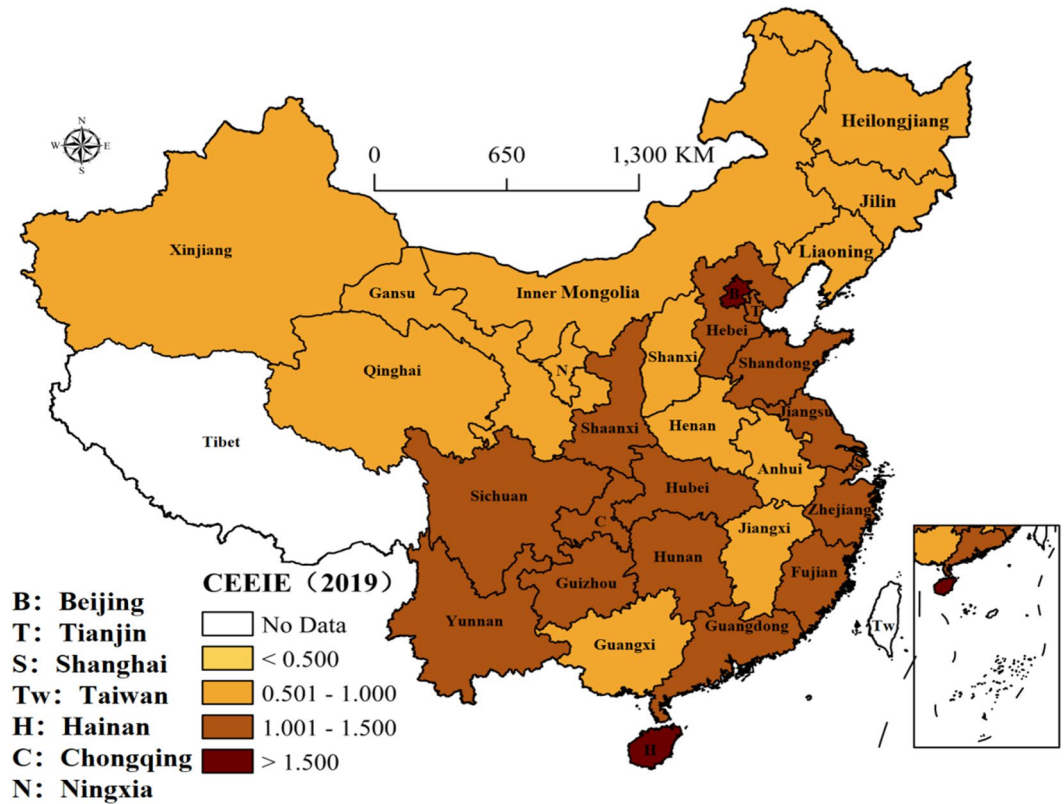 N
W E
S
0 650 1,300 KM
Heilongjiang
Jilin
Liaoning
Xinjiang
Gansu
Inner Mongolia
B
T
Hebei
Shanxi
Shandong
Qinghai
N
Jiangsu
Shaanxi
Henan
Tibet
Anhui
S
Sichuan
Hubei
Zhejiang
C
Jiangxi
Hunan
Fujian
Guizhou
Yunnan
Guangdong
Tw
Guangxi
H
CEEIE（2019）
No Data
< 0.500
0.501 - 1.000
1.001 - 1.500
> 1.500
B： Beijing
T： Tianjin
S： Shanghai
Tw： Taiwan
H： Hainan
C： Chongqing
N： Ningxia